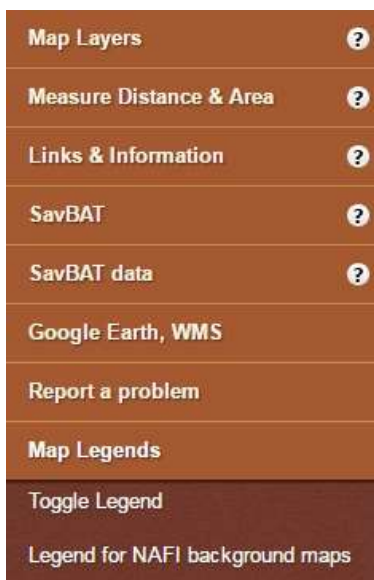 Map Layers ?
Measure Distance & Area ?
Links & Information ?
SavBAT ?
SavBAT data ?
Google Earth, WMS
Report a problem
Map Legends
Toggle Legend
Legend for NAFI background maps